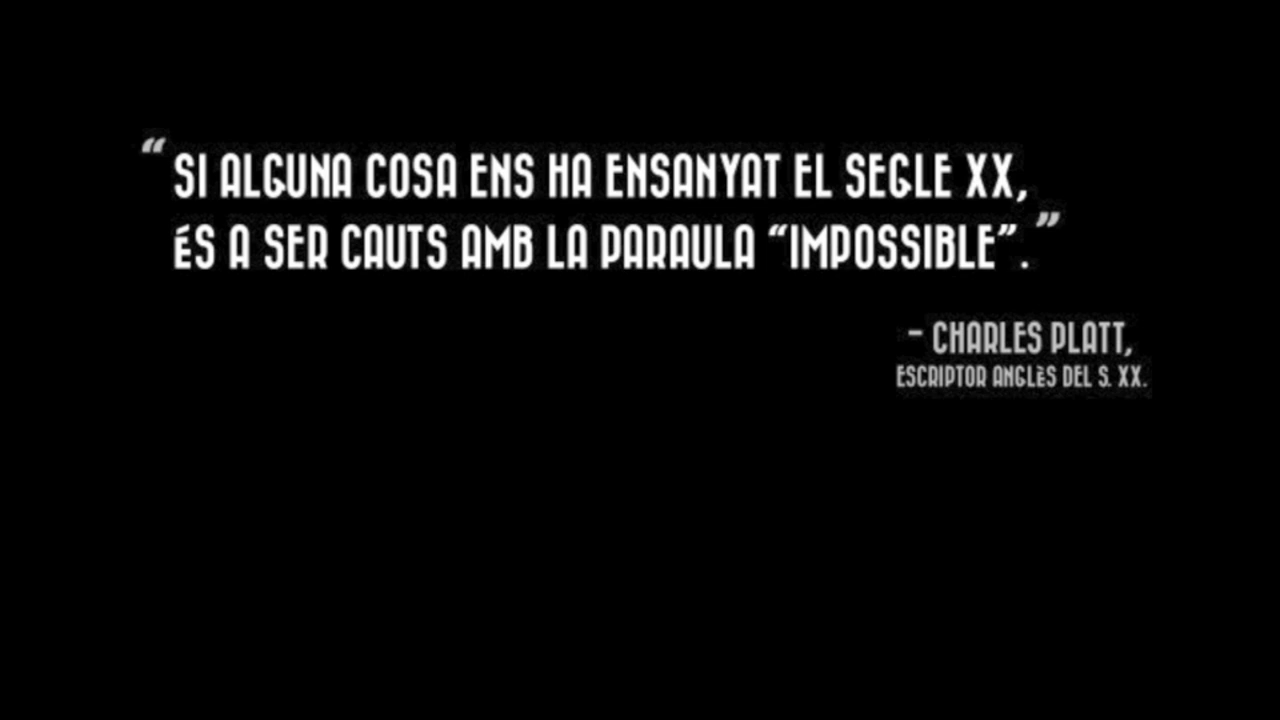 “SI ALGUNA COSA ENS HA ENSANYAT EL SEGLE XX,
ÉS A SER CAUTS AMB LA PARAULA “IMPOSSIBLE”.”
- CHARLES PLATT,
ESCRIPTOR ANGLÈS DEL S. XX.